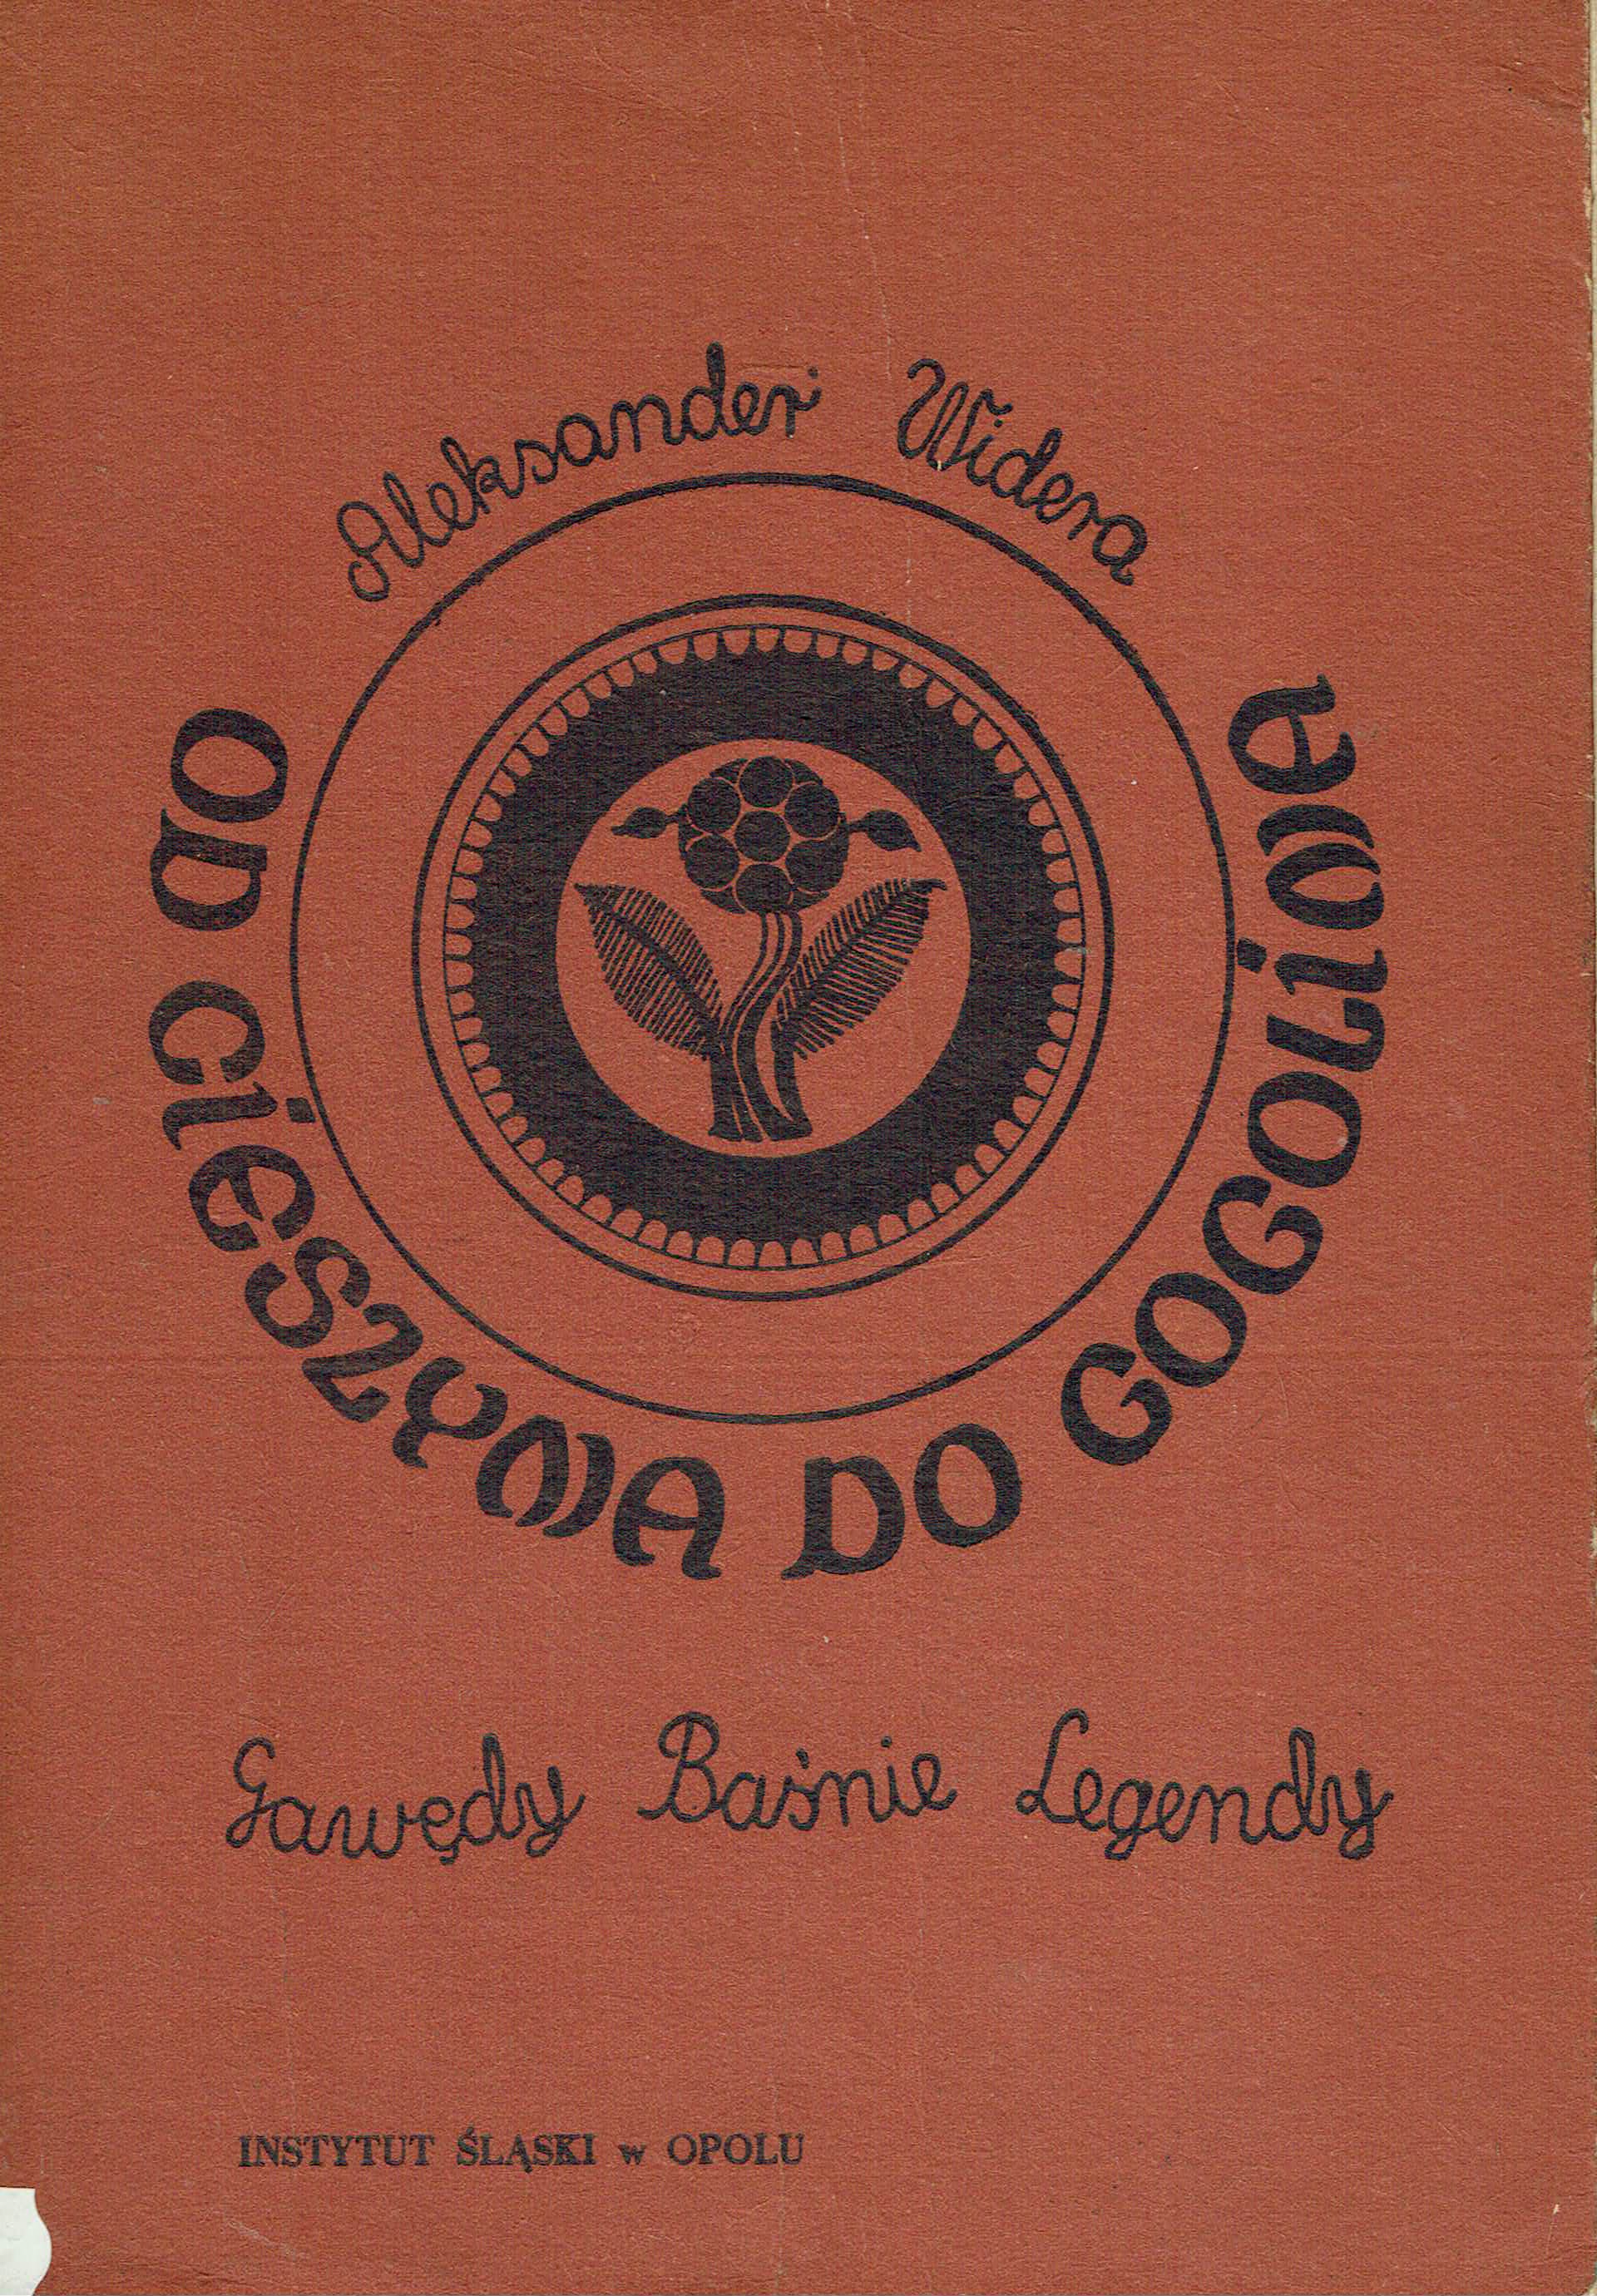 Aleksander Widera
OD CIESZYNA DO GOGOLINA
Gawędy Baśnie Legendy
INSTYTUT ŚLĄSKI w OPOLU